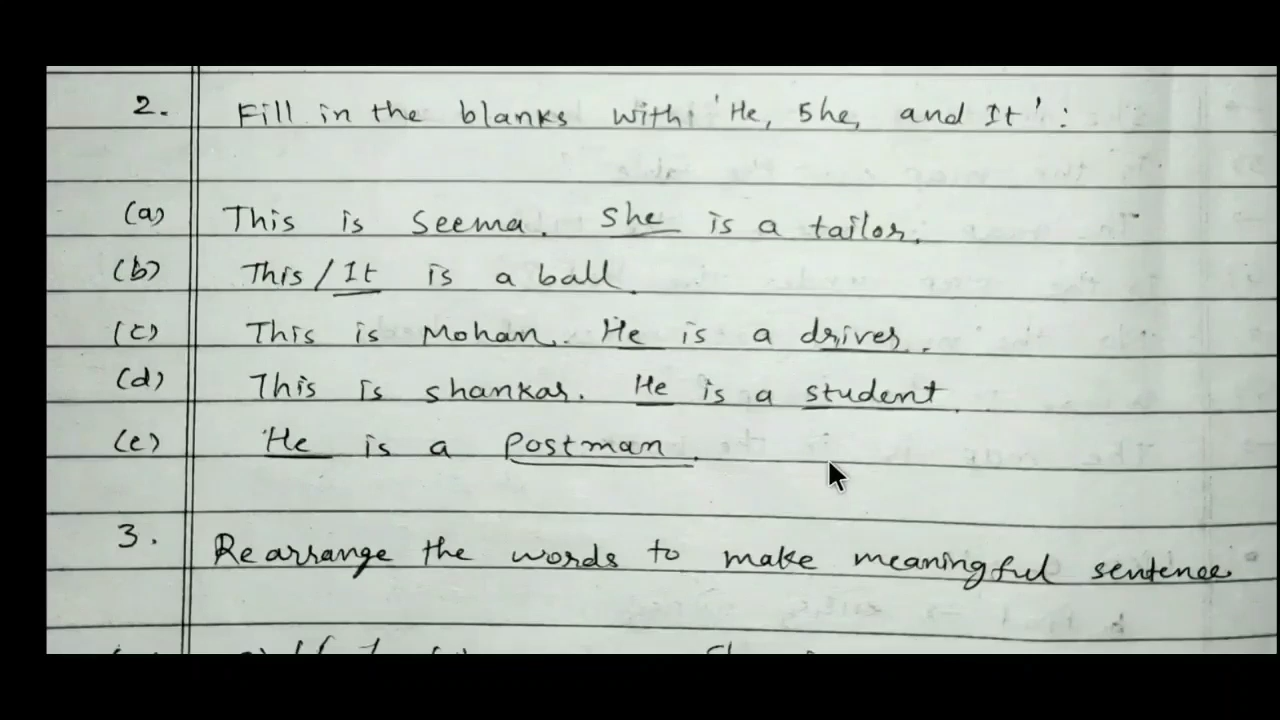 2. Fill in the blanks with 'He, She, and It' :
(a) This is Seema. She is a tailor.
(b) This / It is a ball.
(c) This is Mohan. He is a driver.
(d) This is shankar. He is a student.
(e) He is a Postman.
3. Rearrange the words to make meaningful sentence